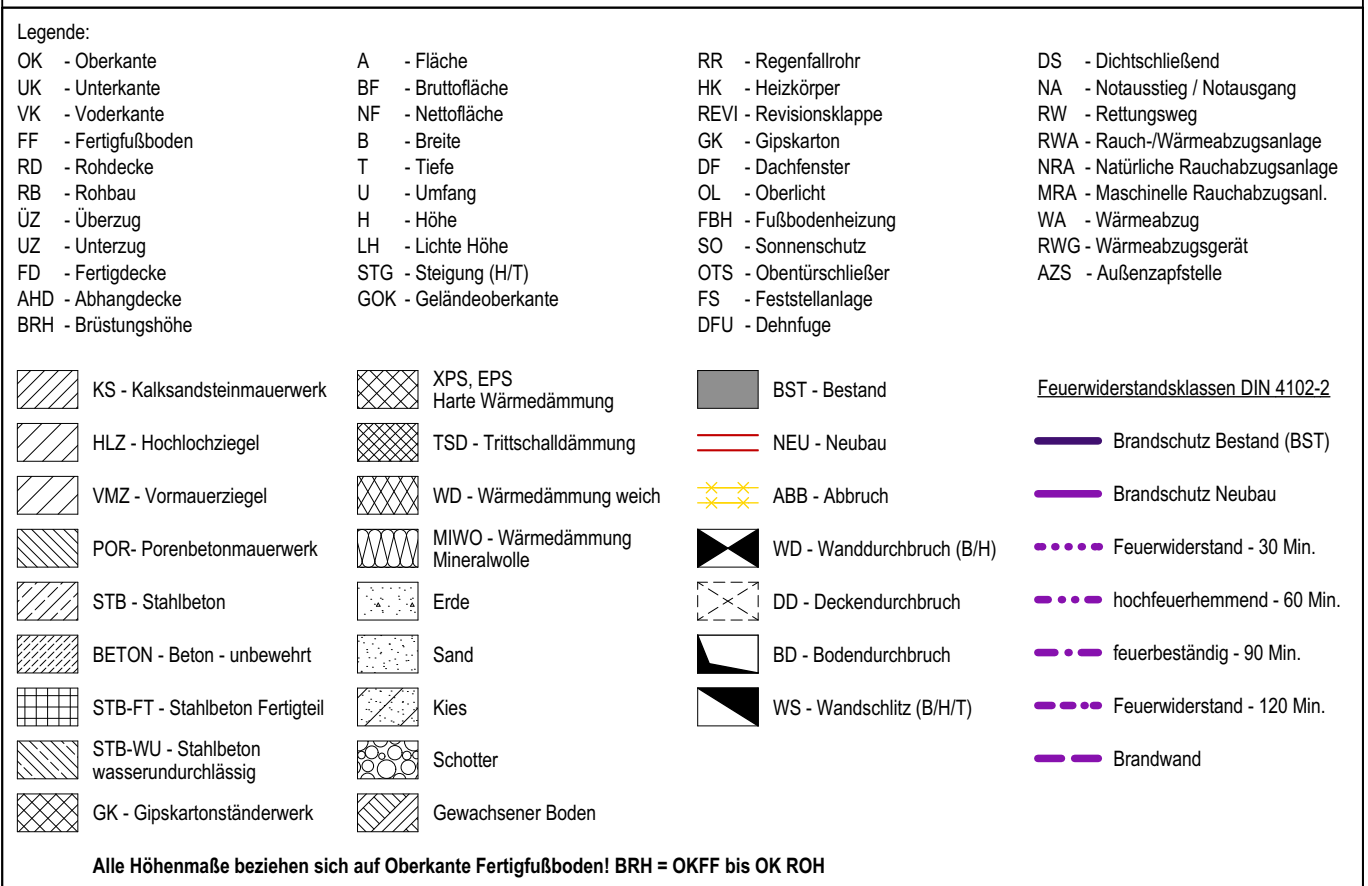 Legende:
OK - Oberkante
UK - Unterkante
VK - Voderkante
FF - Fertigfußboden
RD - Rohdecke
RB - Rohbau
ÜZ - Überzug
UZ - Unterzug
FD - Fertigdecke
AHD - Abhangdecke
BRH - Brüstungshöhe
A - Fläche
BF - Bruttofläche
NF - Nettofläche
B - Breite
T - Tiefe
U - Umfang
H - Höhe
LH - Lichte Höhe
STG - Steigung (H/T)
GOK - Geländeoberkante
RR - Regenfallrohr
HK - Heizkörper
REVI - Revisionsklappe
GK - Gipskarton
DF - Dachfenster
OL - Oberlicht
FBH - Fußbodenheizung
SO - Sonnenschutz
OTS - Obentürschließer
FS - Feststellanlage
DFU - Dehnfuge
DS - Dichtschließend
NA - Notausstieg / Notausgang
RW - Rettungsweg
RWA - Rauch-/Wärmeabzugsanlage
NRA - Natürliche Rauchabzugsanlage
MRA - Maschinelle Rauchabzugsanl.
WA - Wärmeabzug
RWG - Wärmeabzugsgerät
AZS - Außenzapfstelle
KS - Kalksandsteinmauerwerk
HLZ - Hochlochziegel
VMZ - Vormauerziegel
POR- Porenbetonmauerwerk
STB - Stahlbeton
BETON - Beton - unbewehrt
STB-FT - Stahlbeton Fertigteil
STB-WU - Stahlbeton
wasserundurchlässig
GK - Gipskartonständerwerk
XPS, EPS
Harte Wärmedämmung
TSD - Trittschalldämmung
WD - Wärmedämmung weich
MIWO - Wärmedämmung
Mineralwolle
Erde
Sand
Kies
Schotter
Gewachsener Boden
BST - Bestand
NEU - Neubau
ABB - Abbruch
WD - Wanddurchbruch (B/H)
DD - Deckendurchbruch
BD - Bodendurchbruch
WS - Wandschlitz (B/H/T)
Feuerwiderstandsklassen DIN 4102-2
Brandschutz Bestand (BST)
Brandschutz Neubau
Feuerwiderstand - 30 Min.
hochfeuerhemmend - 60 Min.
feuerbeständig - 90 Min.
Feuerwiderstand - 120 Min.
Brandwand
Alle Höhenmaße beziehen sich auf Oberkante Fertigfußboden! BRH = OKFF bis OK ROH